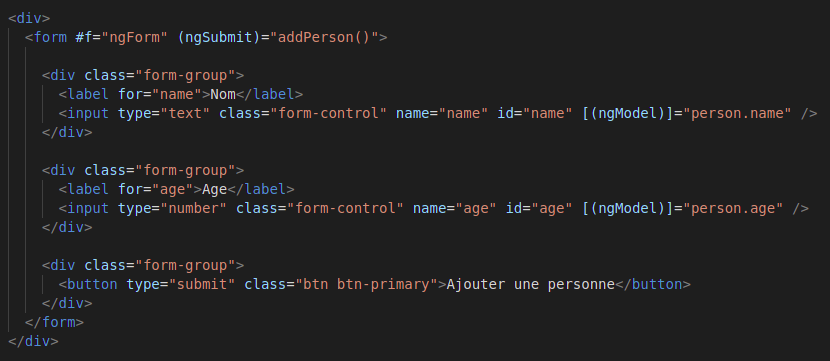 <div>
<form #f="ngForm" (ngSubmit)="addPerson()">
<div class="form-group">
<label for="name">Nom</label>
<input type="text" class="form-control" name="name" id="name" [(ngModel)]="person.name" />
</div>
<div class="form-group">
<label for="age">Age</label>
<input type="number" class="form-control" name="age" id="age" [(ngModel)]="person.age" />
</div>
<div class="form-group">
<button type="submit" class="btn btn-primary">Ajouter une personne</button>
</div>
</form>
</div>